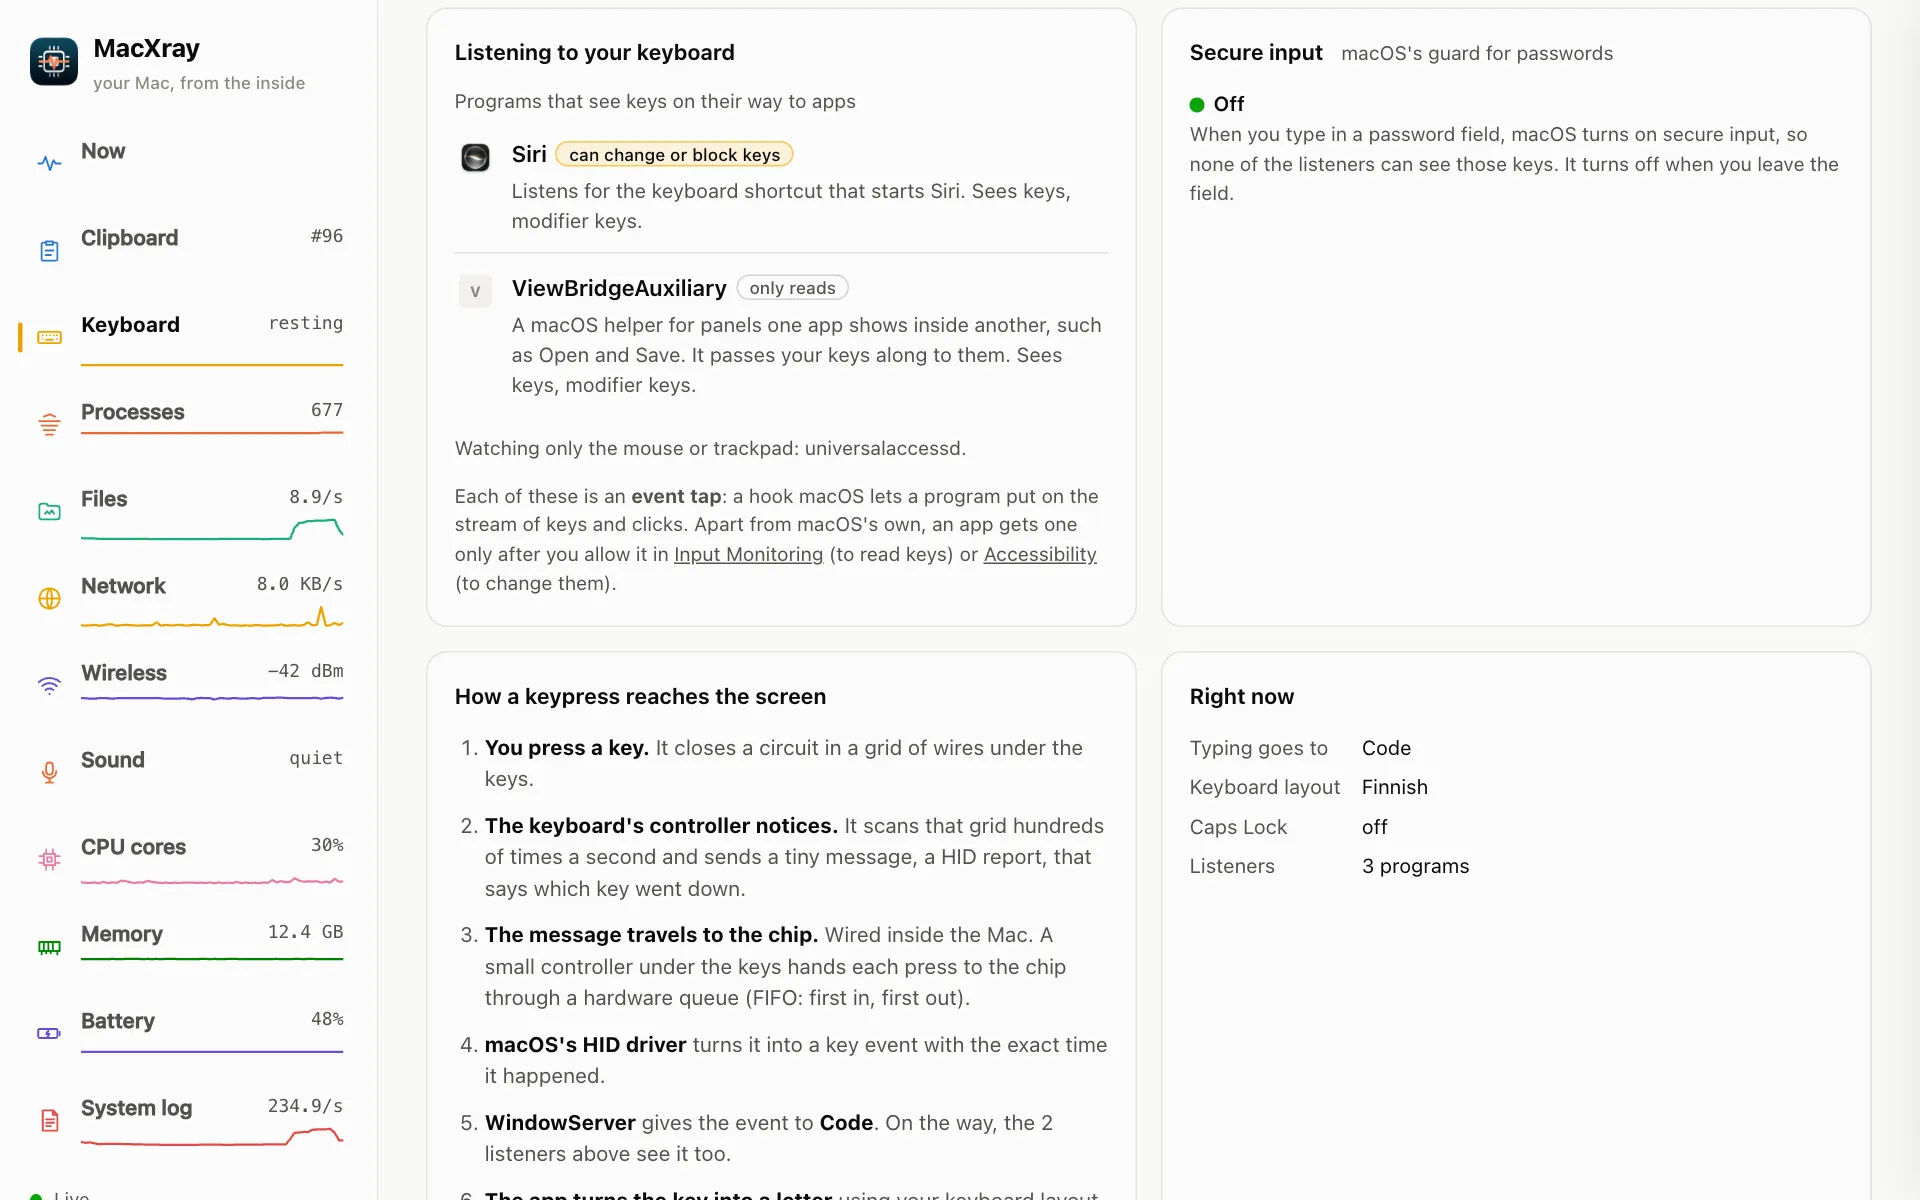 MacXray
your Mac, from the inside
Now
Clipboard #96
Keyboard resting
Processes 677
Files 8.9/s
Network 8.0 KB/s
Wireless −42 dBm
Sound quiet
CPU cores 30%
Memory 12.4 GB
Battery 48%
System log 234.9/s
Live
Listening to your keyboard
Programs that see keys on their way to apps
Siri can change or block keys
Listens for the keyboard shortcut that starts Siri. Sees keys,
modifier keys.
V
ViewBridgeAuxiliary only reads
A macOS helper for panels one app shows inside another, such
as Open and Save. It passes your keys along to them. Sees
keys, modifier keys.
Watching only the mouse or trackpad: universalaccessd.
Each of these is an event tap: a hook macOS lets a program put on the
stream of keys and clicks. Apart from macOS's own, an app gets one
only after you allow it in Input Monitoring (to read keys) or Accessibility
(to change them).
Secure input macOS's guard for passwords
Off
When you type in a password field, macOS turns on secure input, so
none of the listeners can see those keys. It turns off when you leave the
field.
How a keypress reaches the screen
1. You press a key. It closes a circuit in a grid of wires under the
keys.
2. The keyboard's controller notices. It scans that grid hundreds
of times a second and sends a tiny message, a HID report, that
says which key went down.
3. The message travels to the chip. Wired inside the Mac. A
small controller under the keys hands each press to the chip
through a hardware queue (FIFO: first in, first out).
4. macOS's HID driver turns it into a key event with the exact time
it happened.
5. WindowServer gives the event to Code. On the way, the 2
listeners above see it too.
6. The app turns the key into a letter using your keyboard layout
Right now
Typing goes to Code
Keyboard layout Finnish
Caps Lock off
Listeners 3 programs